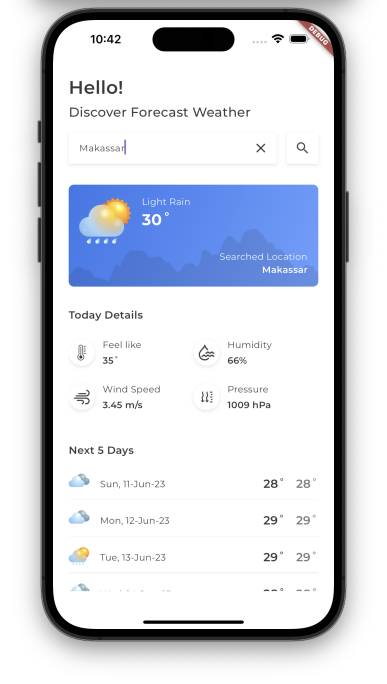 10:42
DEBUG
Hello!
Discover Forecast Weather
Makassar
Light Rain
30°
Searched Location
Makassar
Today Details
Feel like
35°
Humidity
66%
Wind Speed
3.45 m/s
Pressure
1009 hPa
Next 5 Days
Sun, 11-Jun-23 28° 28°
Mon, 12-Jun-23 29° 29°
Tue, 13-Jun-23 29° 29°